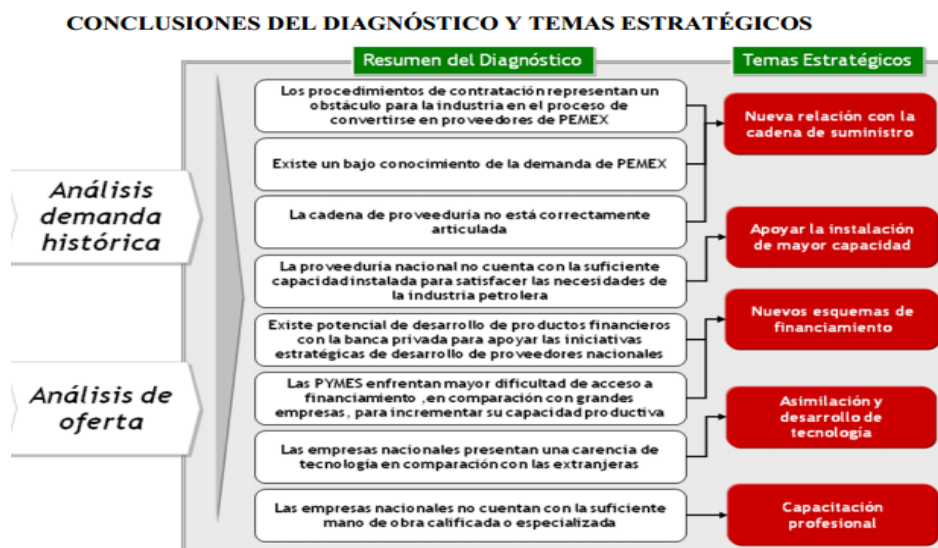 CONCLUSIONES DEL DIAGNÓSTICO Y TEMAS ESTRATÉGICOS
Resumen del Diagnóstico
Temas Estratégicos
Análisis
demanda
histórica
Análisis de
oferta
Los procedimientos de contratación representan un
obstáculo para la industria en el proceso de
convertirse en proveedores de PEMEX
Existe un bajo conocimiento de la demanda de PEMEX
La cadena de proveeduría no está correctamente
articulada
La proveeduría nacional no cuenta con la suficiente
capacidad instalada para satisfacer las necesidades de
la industria petrolera
Existe potencial de desarrollo de productos financieros
con la banca privada para apoyar las iniciativas
estratégicas de desarrollo de proveedores nacionales
Las PYMES enfrentan mayor dificultad de acceso a
financiamiento ,en comparación con grandes
empresas, para incrementar su capacidad productiva
Las empresas nacionales presentan una carencia de
tecnología en comparación con las extranjeras
Las empresas nacionales no cuentan con la suficiente
mano de obra calificada o especializada
Nueva relación con la
cadena de suministro
Apoyar la instalación
de mayor capacidad
Nuevos esquemas de
financiamiento
Asimilación y
desarrollo de
tecnología
Capacitación
profesional